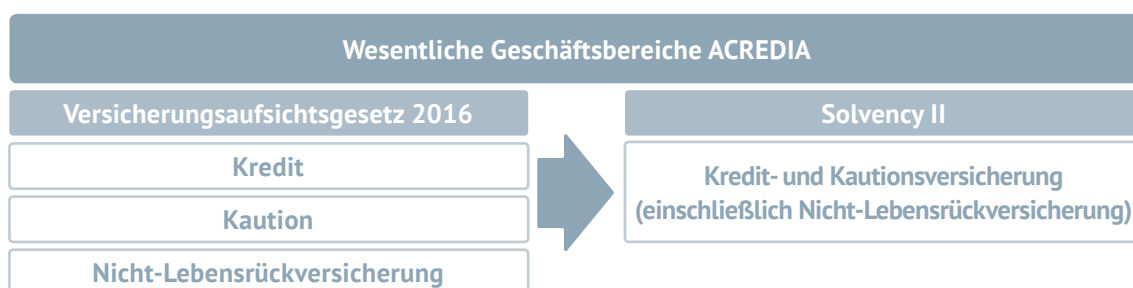 Wesentliche Geschäftsbereiche ACREDIA
Versicherungsaufsichtsgesetz 2016
Kredit
Kaution
Nicht-Lebensrückversicherung
Solvency II
Kredit- und Kautionsversicherung
(einschließlich Nicht-Lebensrückversicherung)